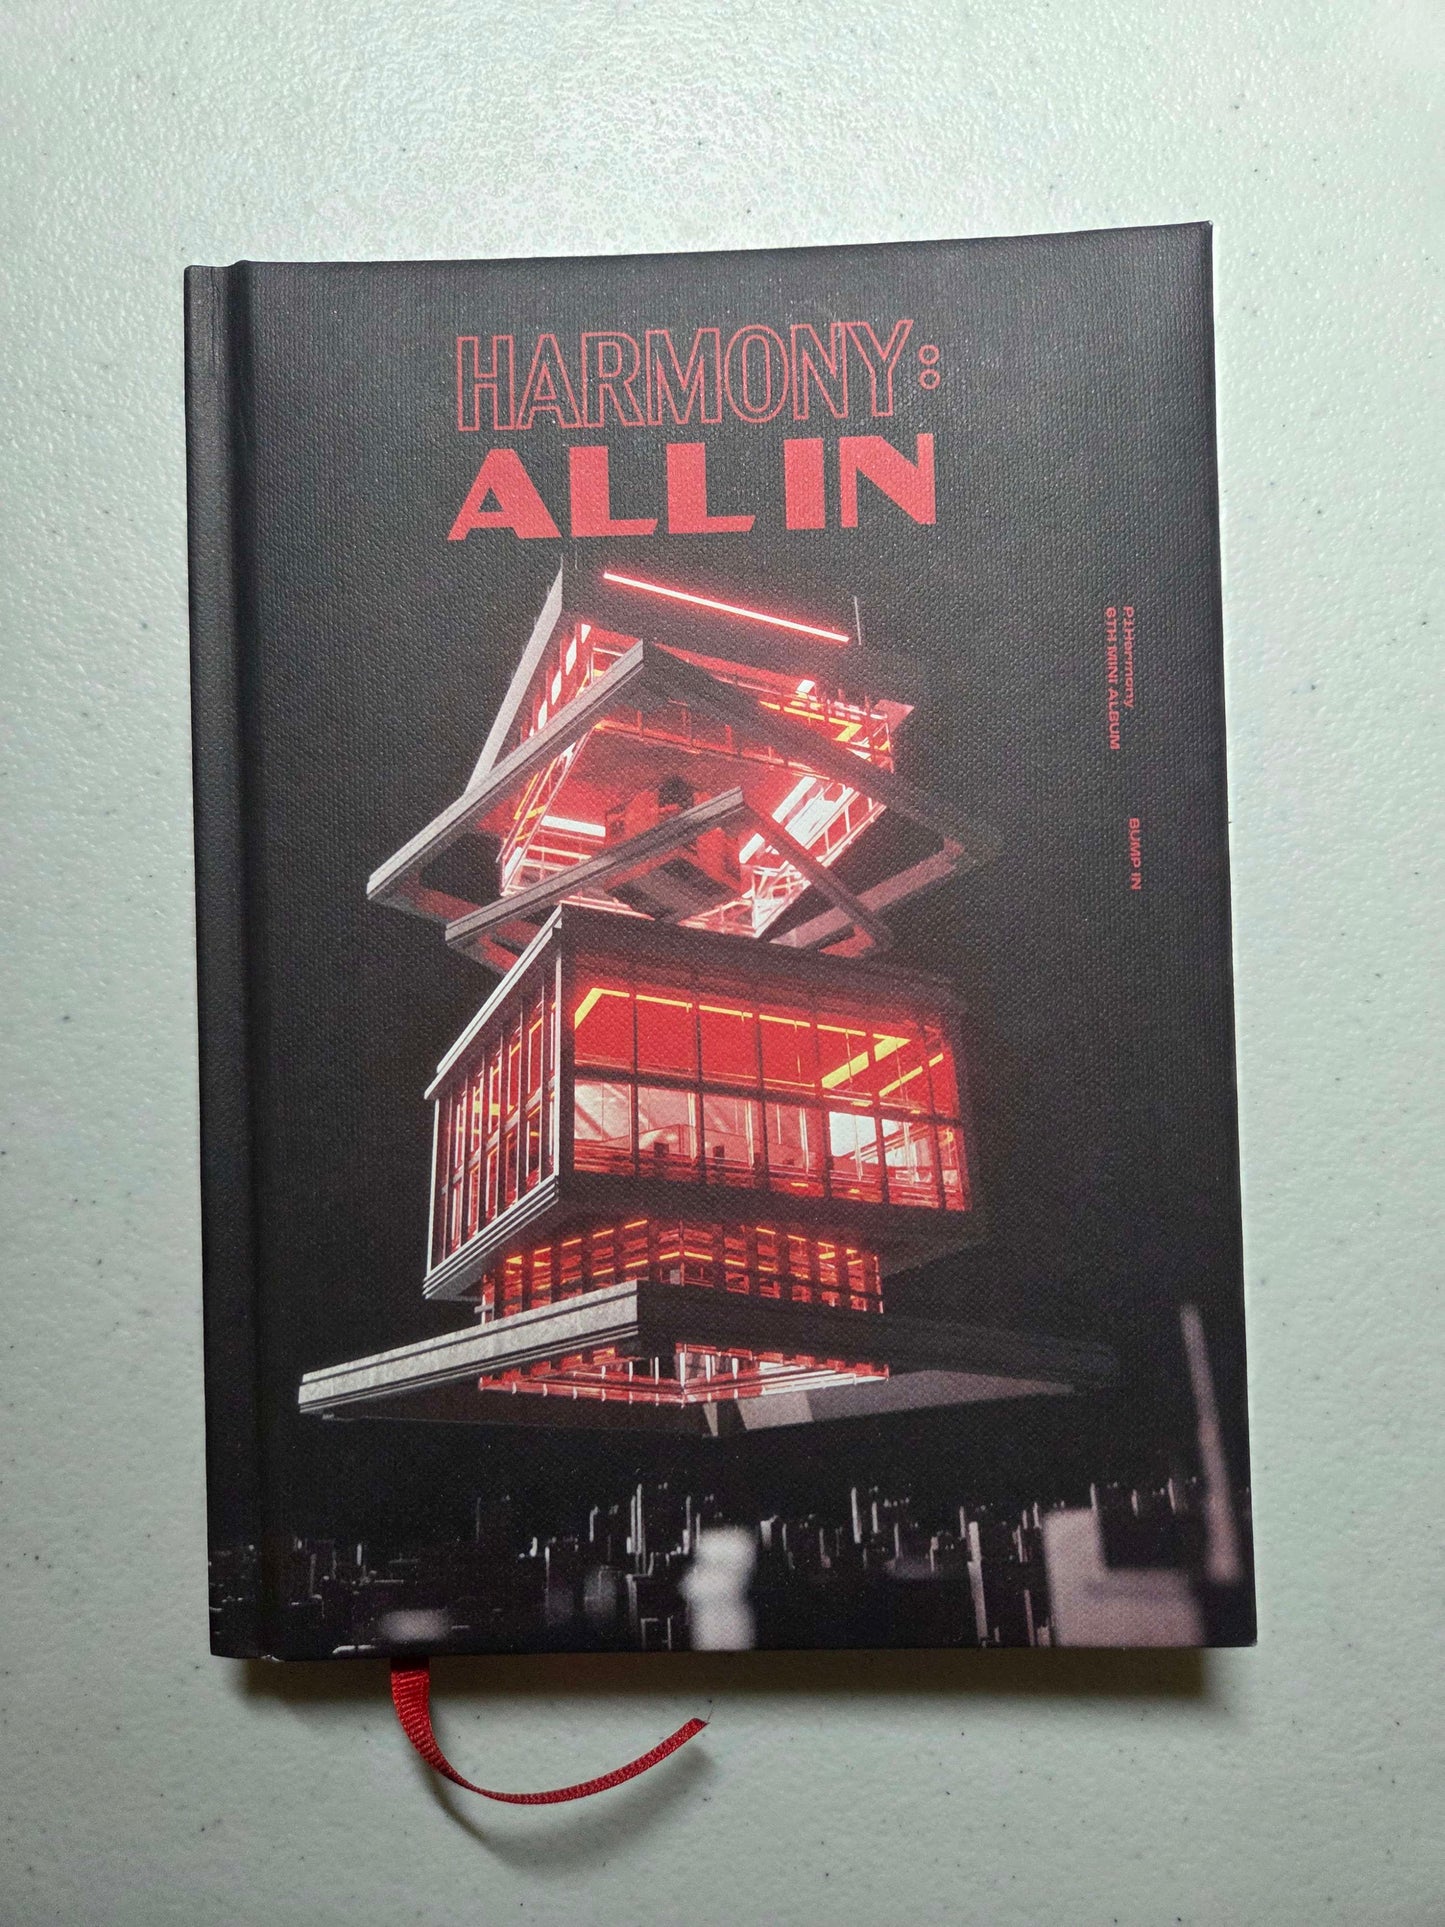 HARMONY:
ALL IN
P1Harmony
6TH MINI ALBUM
BUMP IN